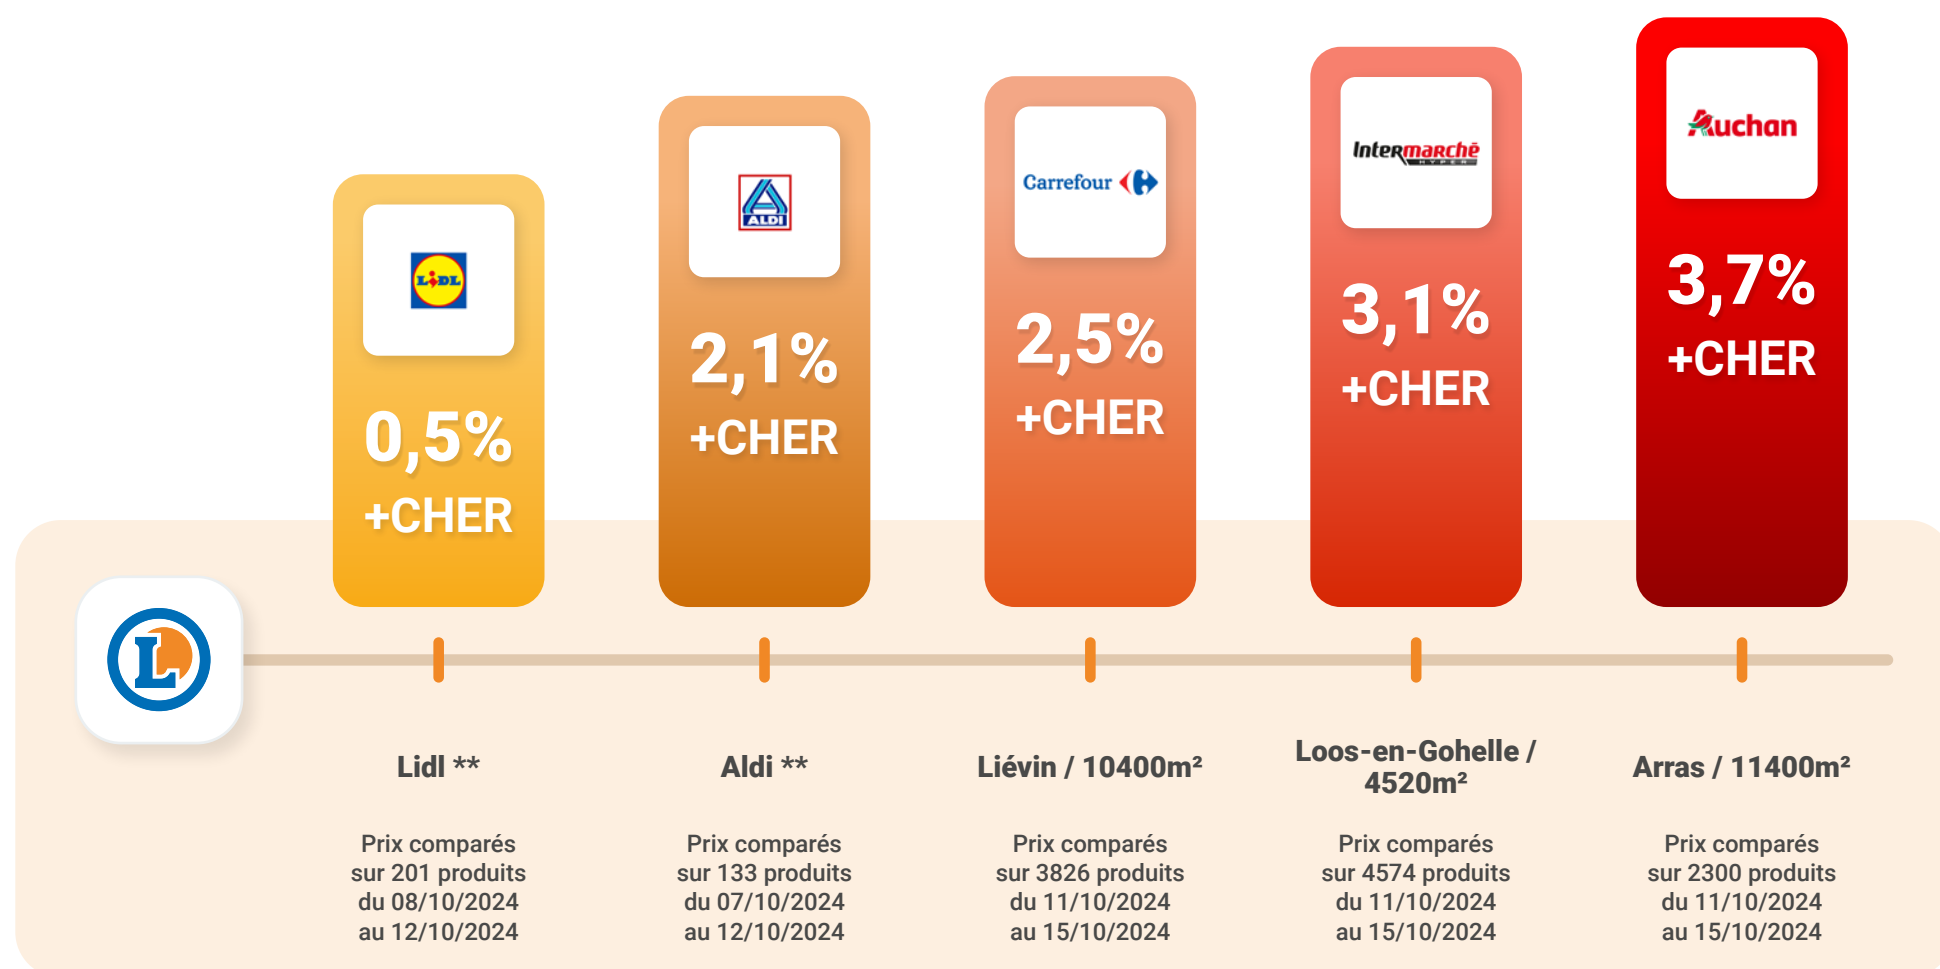 LIDL
0,5%
+CHER
ALDI
2,1%
+CHER
Carrefour
2,5%
+CHER
Intermarché
HYPER
3,1%
+CHER
Auchan
3,7%
+CHER
L
Lidl **
Prix comparés
sur 201 produits
du 08/10/2024
au 12/10/2024
Aldi **
Prix comparés
sur 133 produits
du 07/10/2024
au 12/10/2024
Liévin / 10400m²
Prix comparés
sur 3826 produits
du 11/10/2024
au 15/10/2024
Loos-en-Gohelle /
4520m²
Prix comparés
sur 4574 produits
du 11/10/2024
au 15/10/2024
Arras / 11400m²
Prix comparés
sur 2300 produits
du 11/10/2024
au 15/10/2024